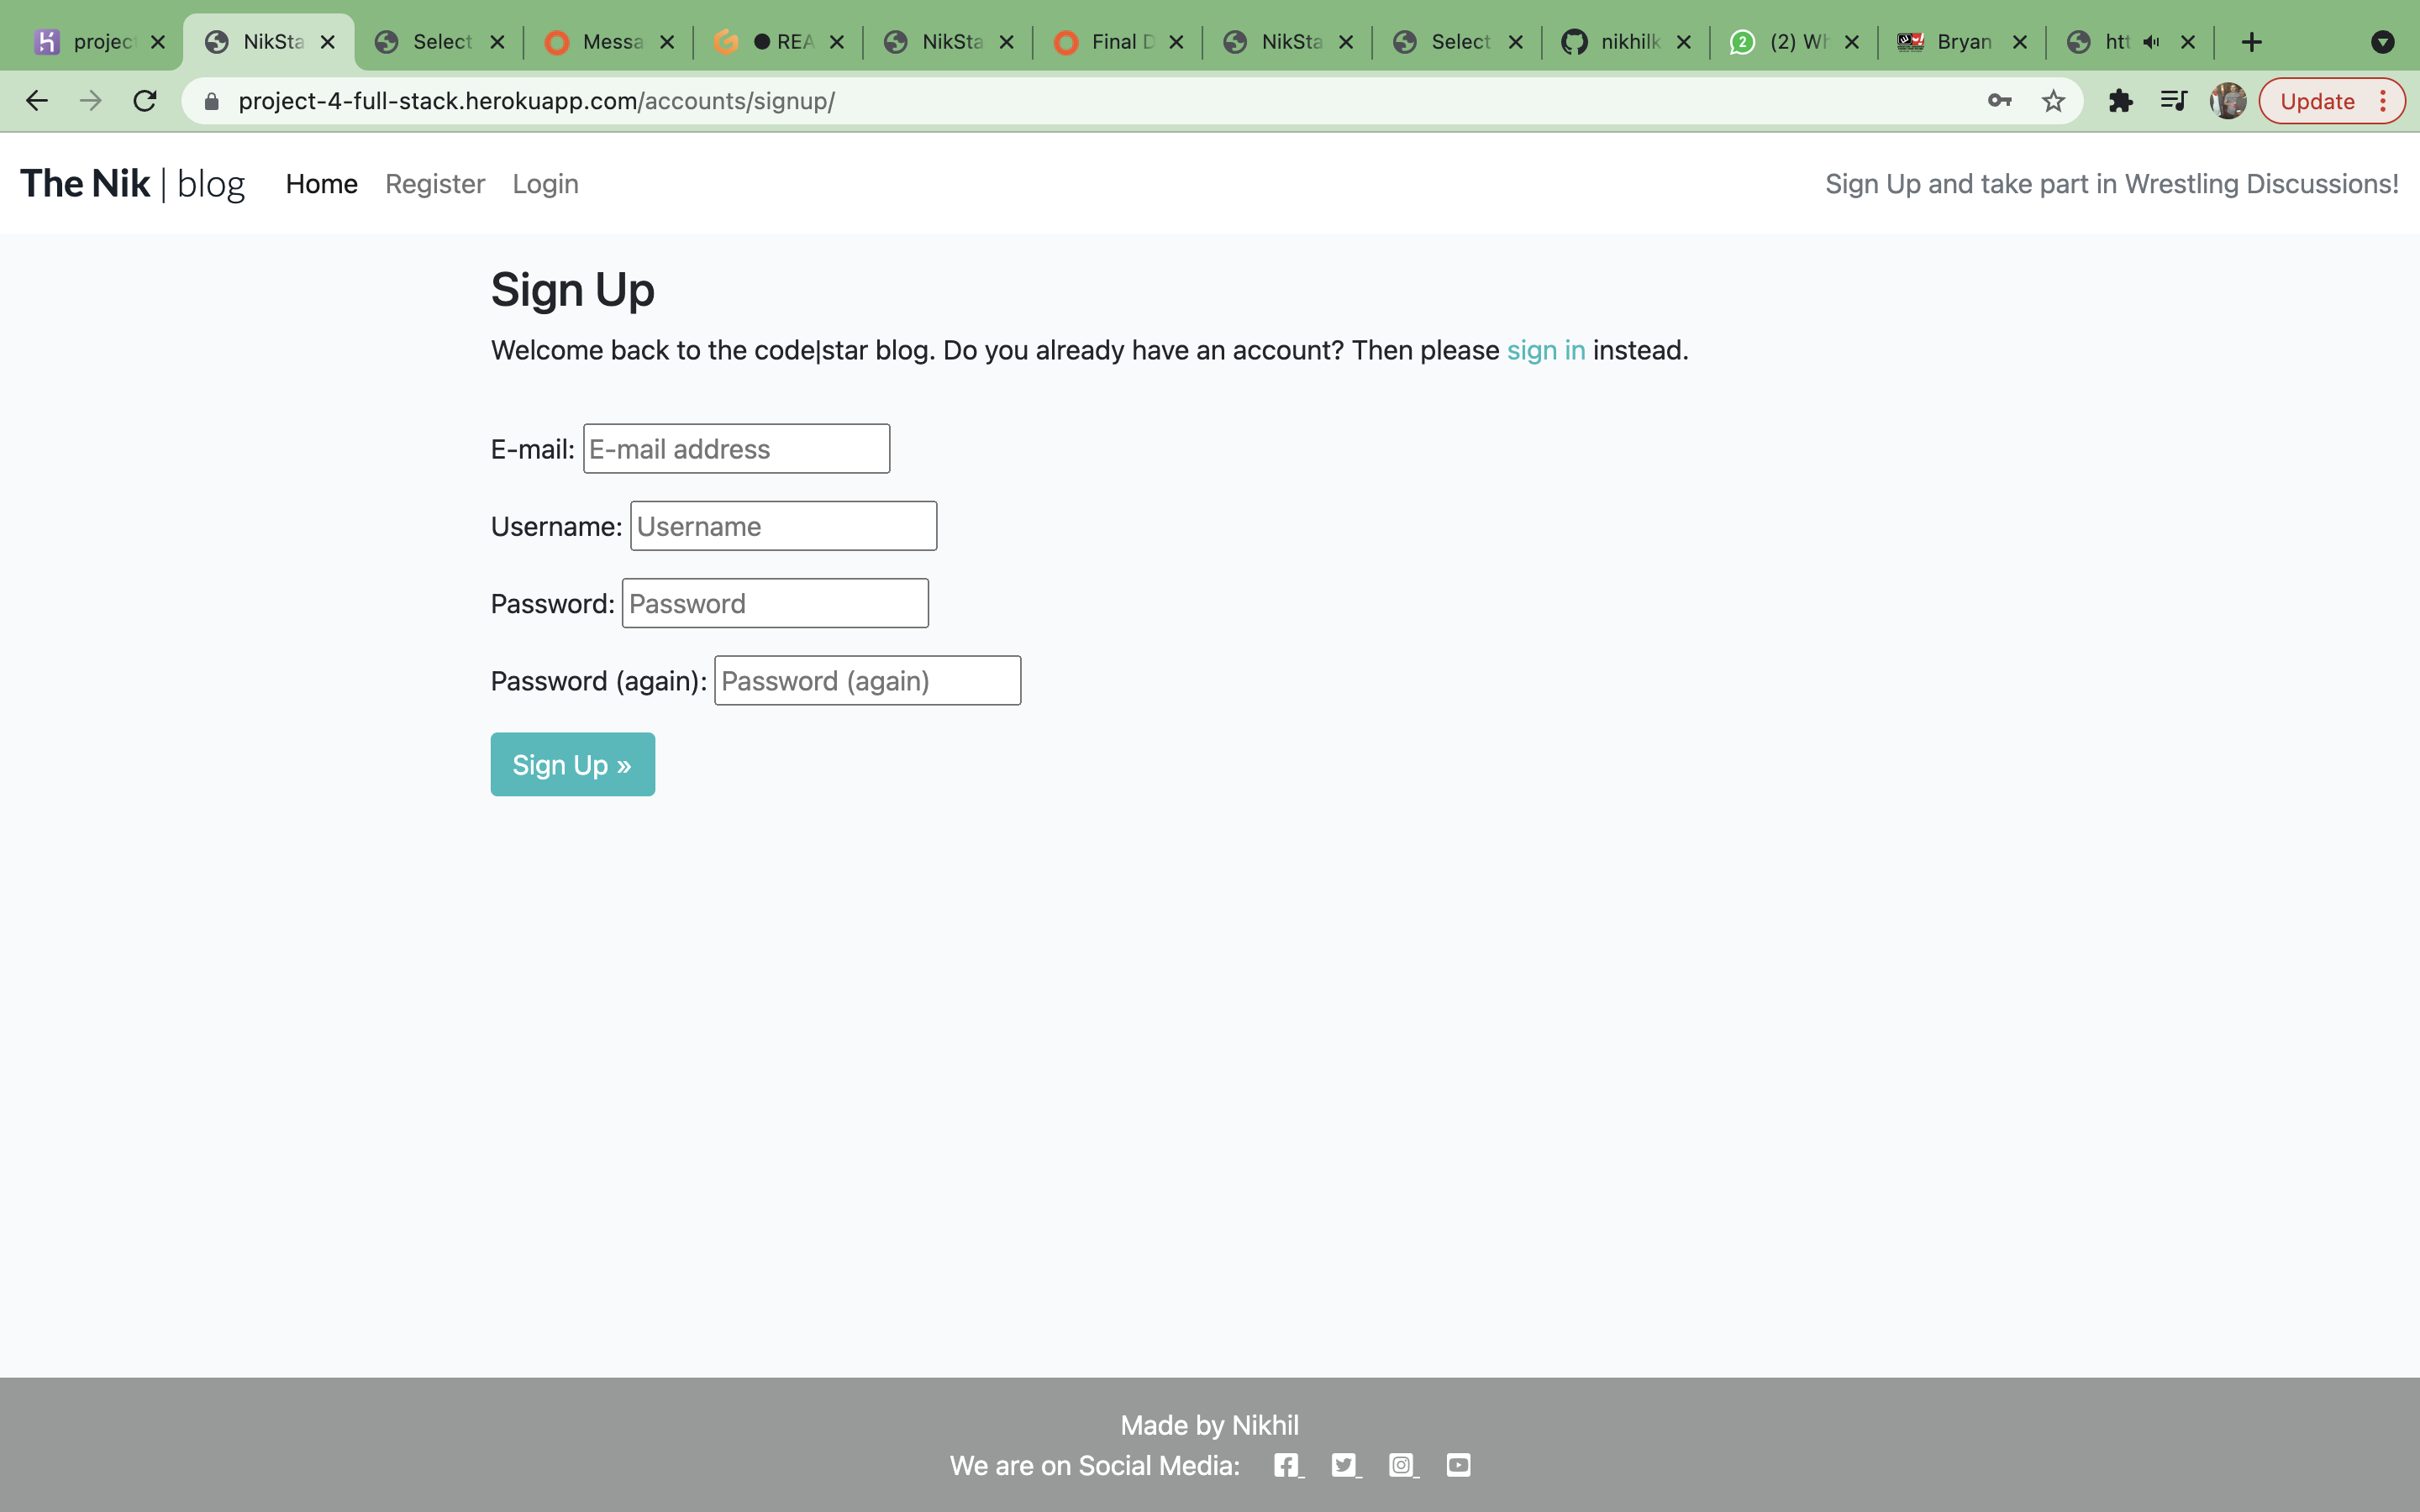 project NikSta Select Messa REA NikSta Final D NikSta Select nikhilk (2) Wh Bryan htt
project-4-full-stack.herokuapp.com/accounts/signup/ Update
The Nik | blog Home Register Login Sign Up and take part in Wrestling Discussions!
Sign Up
Welcome back to the code|star blog. Do you already have an account? Then please sign in instead.
E-mail: E-mail address
Username: Username
Password: Password
Password (again): Password (again)
Sign Up »
Made by Nikhil
We are on Social Media: